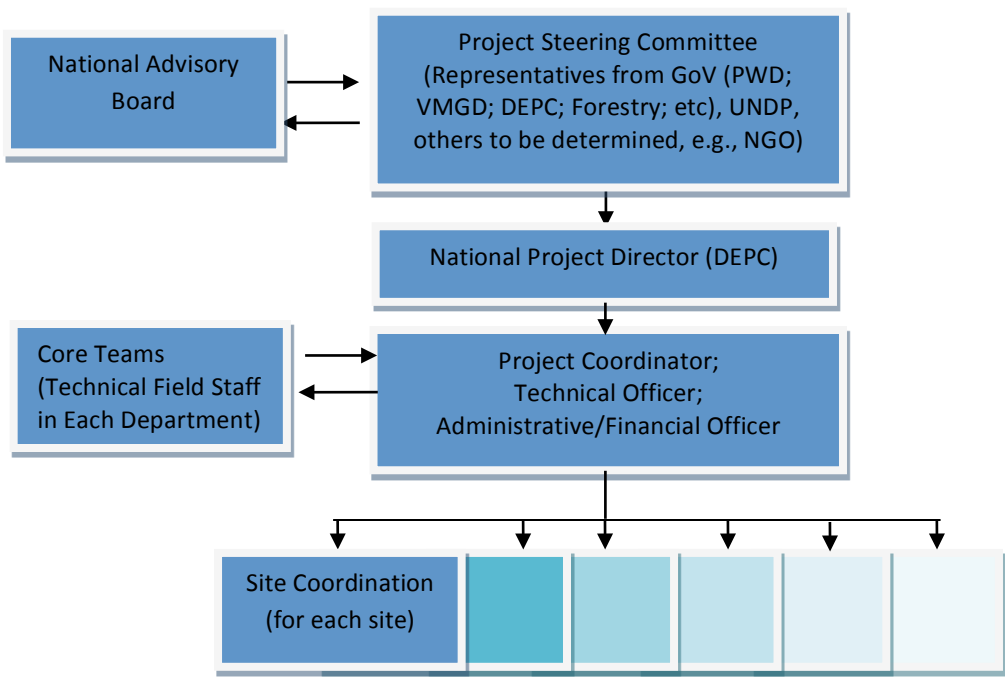 National Advisory
Board
Project Steering Committee
(Representatives from GoV (PWD;
VMGD; DEPC; Forestry; etc), UNDP,
others to be determined, e.g., NGO)
National Project Director (DEPC)
Core Teams
(Technical Field Staff
in Each Department)
Project Coordinator;
Technical Officer;
Administrative/Financial Officer
Site Coordination
(for each site)